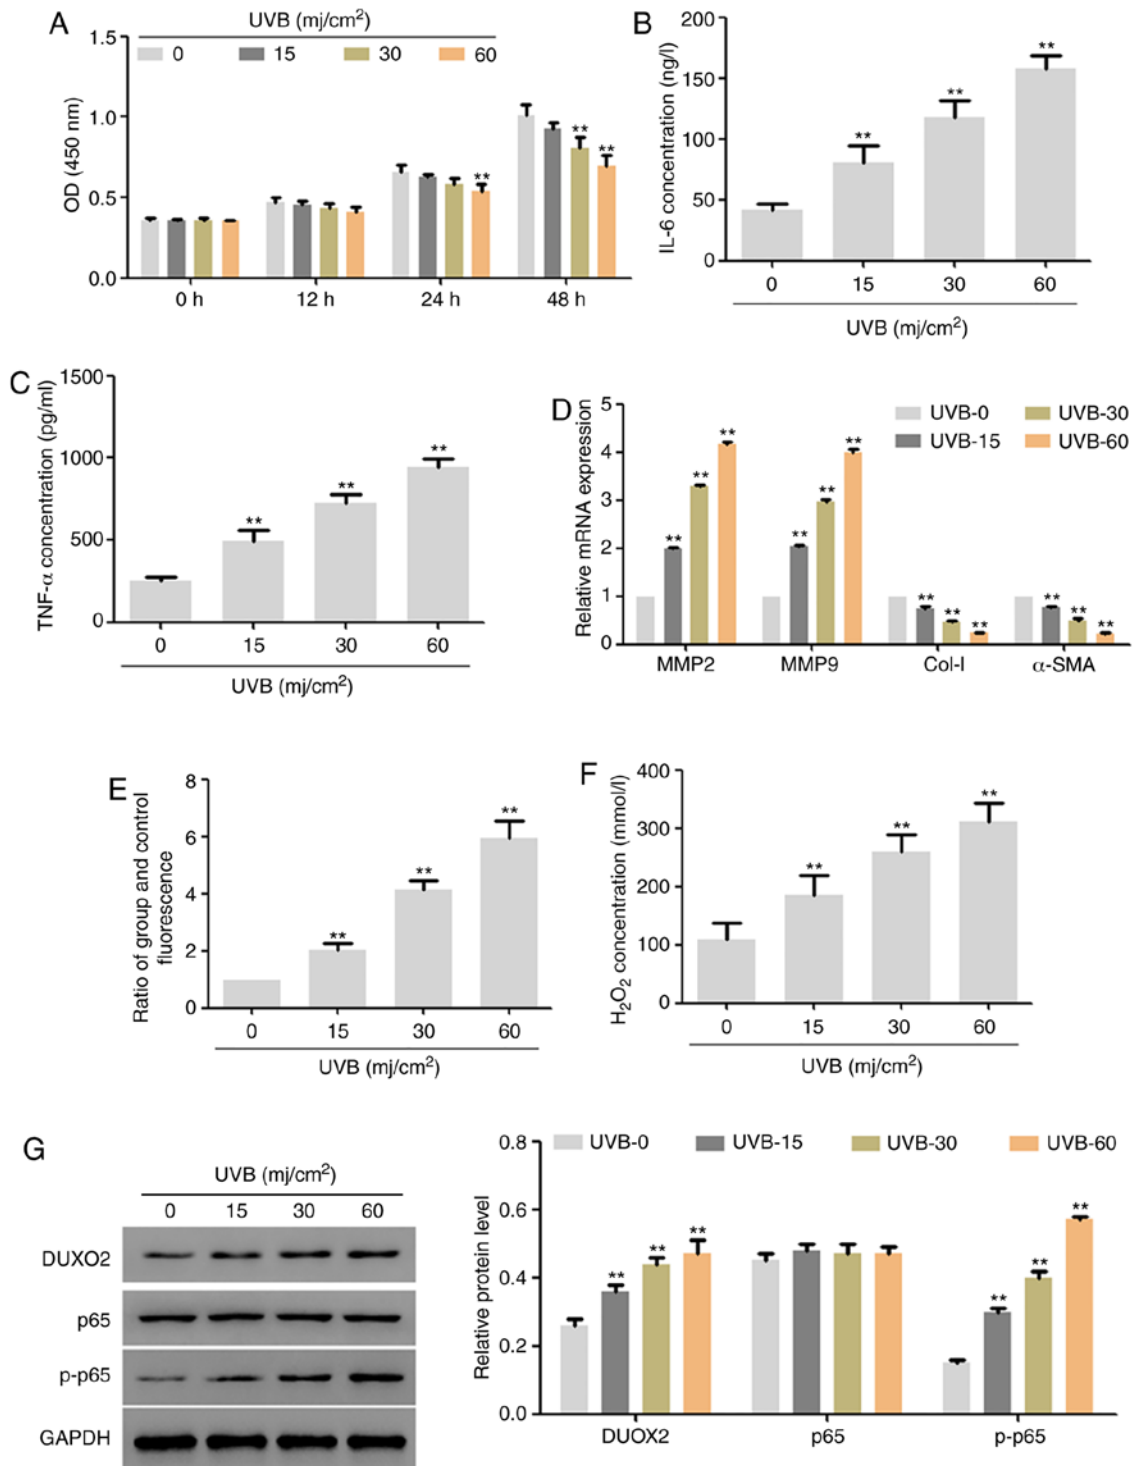 A
UVB (mj/cm²)
0 15 30 60
OD (450 nm)
1.5
1.0
0.5
0.0
** ** **
0 h 12 h 24 h 48 h
B
IL-6 concentration (ng/l)
200
150
100
50
0
** ** **
0 15 30 60
UVB (mj/cm²)
C
TNF-α concentration (pg/ml)
1500
1000
500
0
** ** **
0 15 30 60
UVB (mj/cm²)
D
Relative mRNA expression
5
4
3
2
1
0
UVB-0 UVB-30
UVB-15 UVB-60
** ** ** ** ** ** ** ** ** ** ** **
MMP2 MMP9 Col-I α-SMA
E
Ratio of group and control
fluorescence
8
6
4
2
0
** ** **
0 15 30 60
UVB (mj/cm²)
F
H₂O₂ concentration (mmol/l)
400
300
200
100
0
** ** **
0 15 30 60
UVB (mj/cm²)
G
UVB (mj/cm²)
0 15 30 60
DUXO2
p65
p-p65
GAPDH
Relative protein level
0.8
0.6
0.4
0.2
0.0
UVB-0 UVB-15 UVB-30 UVB-60
** ** ** ** ** **
DUOX2 p65 p-p65